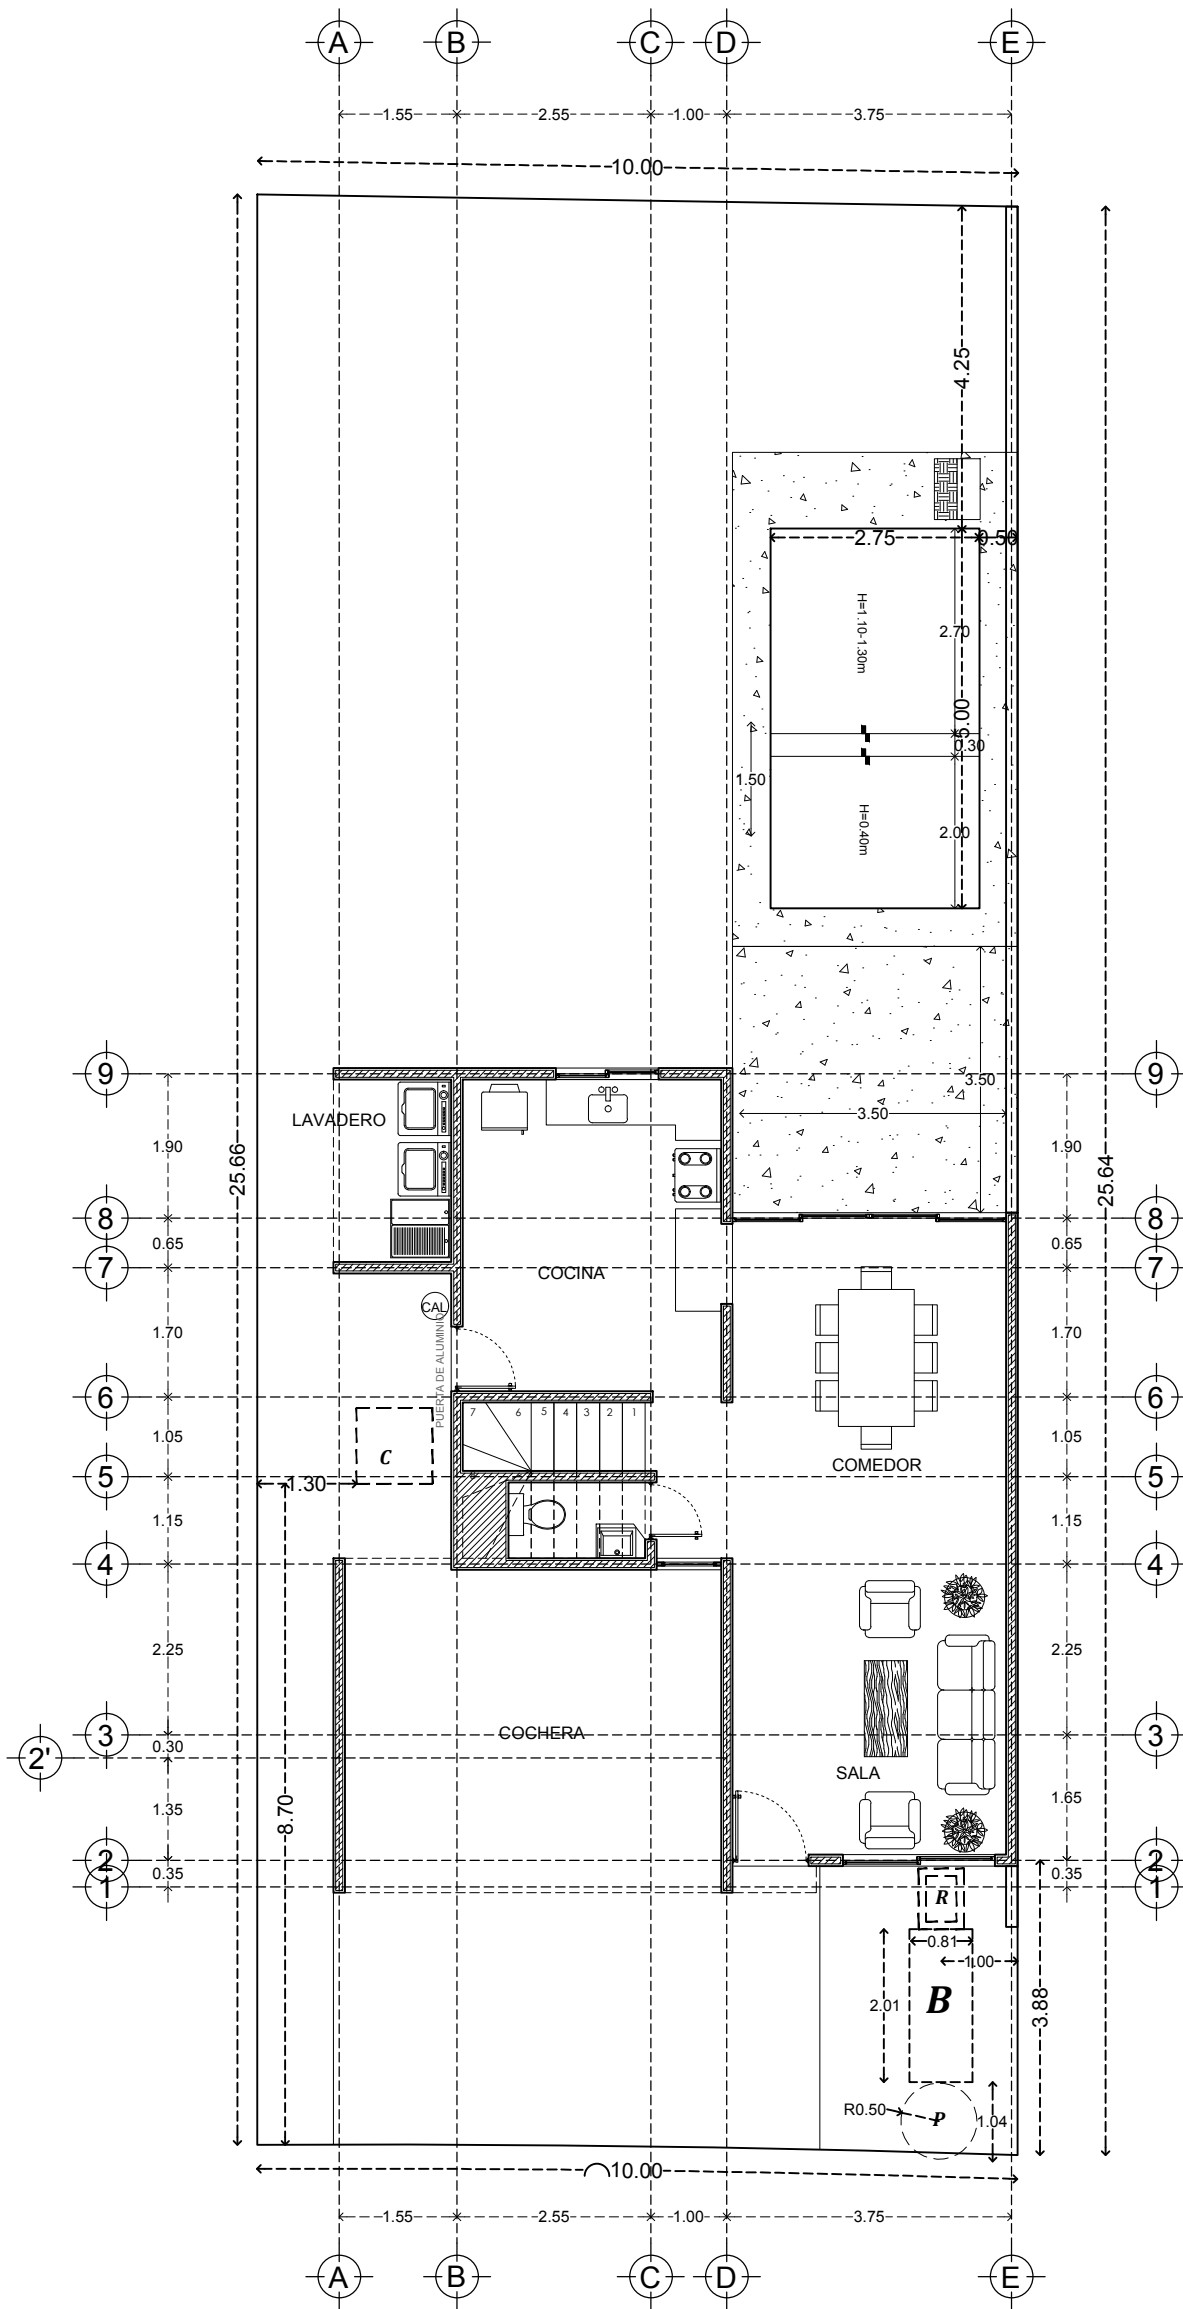 A B C D E
1.55 2.55 1.00 3.75
10.00
4.25
2.75 0.50
H=1.10-1.30m
2.70
5.00
0.30
1.50
H=0.40m
2.00
9 9
3.50
3.50
LAVADERO
1.90 1.90
25.66 25.64
8 8
0.65 0.65
7 7
COCINA
CAL
PUERTA DE ALUMINIO
1.70 1.70
6 6
7 6 5 4 3 2 1
1.05 1.05
C
COMEDOR
5 5
1.30
1.15 1.15
4 4
2.25 2.25
3 3
COCHERA
0.30
2'
SALA
1.35 1.65
8.70
2 2
0.35 0.35
1 1
R
0.81
1.00
B
2.01
3.88
R0.50
P
1.04
10.00
1.55 2.55 1.00 3.75
A B C D E